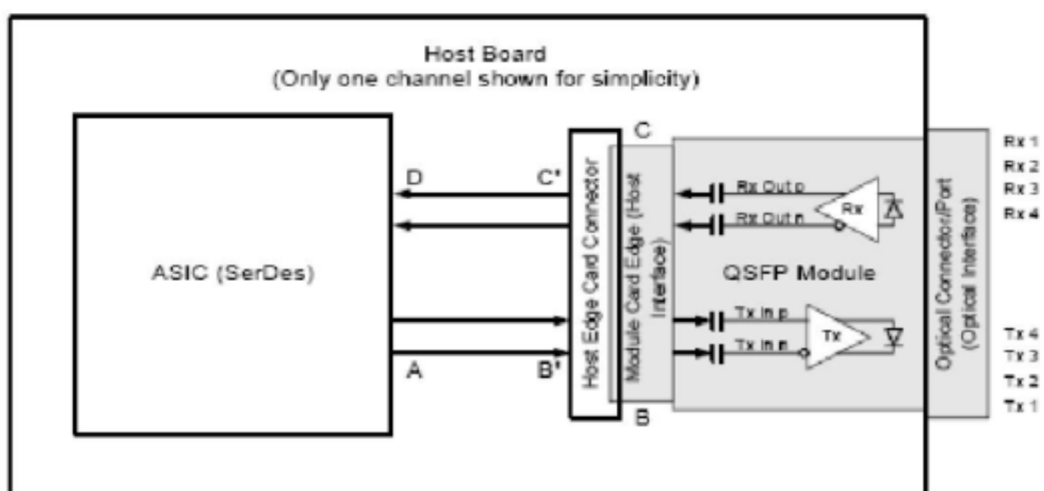 Host Board
(Only one channel shown for simplicity)
ASIC (SerDes)
D
C"
A
B"
Host Edge Card Connector
C
Module Card Edge (Host
Interface)
B
Rx Out p
Rx Out n
Rx
QSFP Module
Tx In p
Tx In n
Tx
Optical Connector/Port
(Optical Interface)
Rx 1
Rx 2
Rx 3
Rx 4
Tx 4
Tx 3
Tx 2
Tx 1